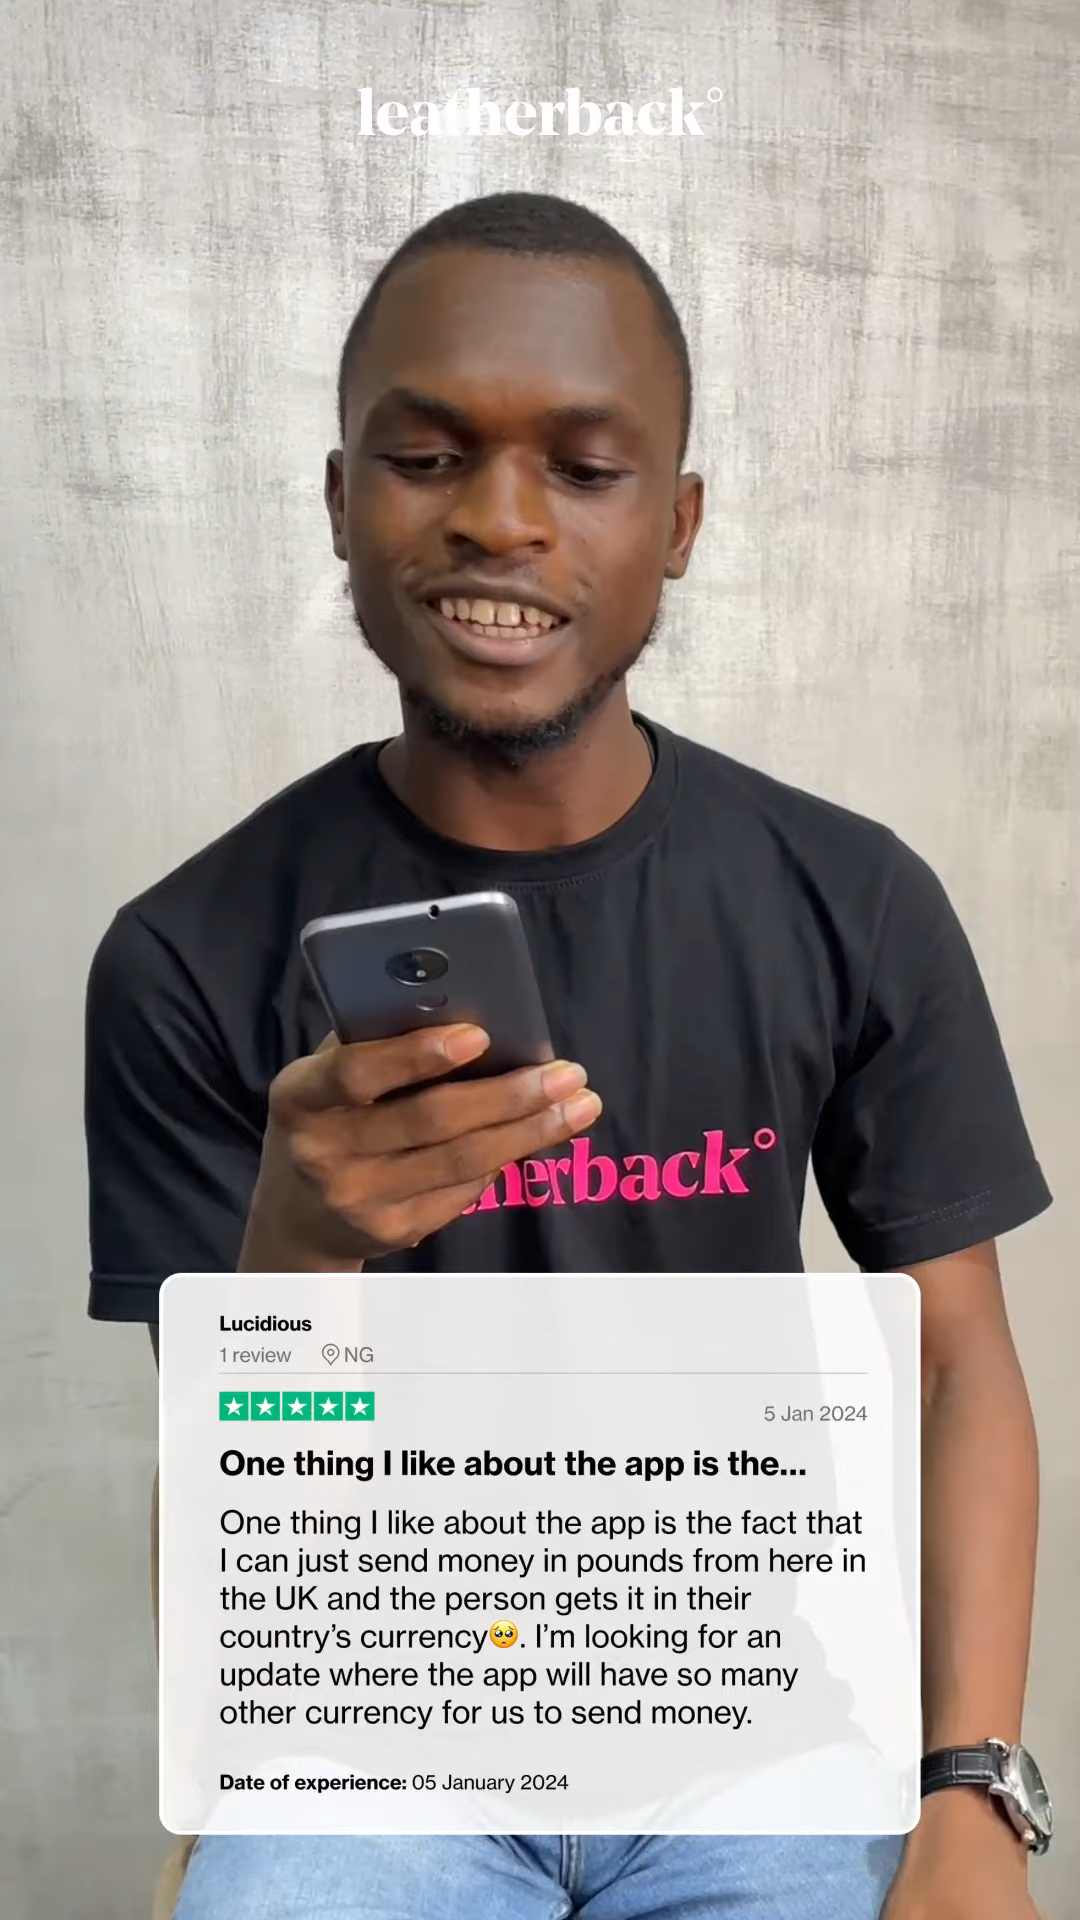 leatherback°
herback°
Lucidious
1 review NG
5 Jan 2024
One thing I like about the app is the...
One thing I like about the app is the fact that
I can just send money in pounds from here in
the UK and the person gets it in their
country's currency🥺. I'm looking for an
update where the app will have so many
other currency for us to send money.
Date of experience: 05 January 2024